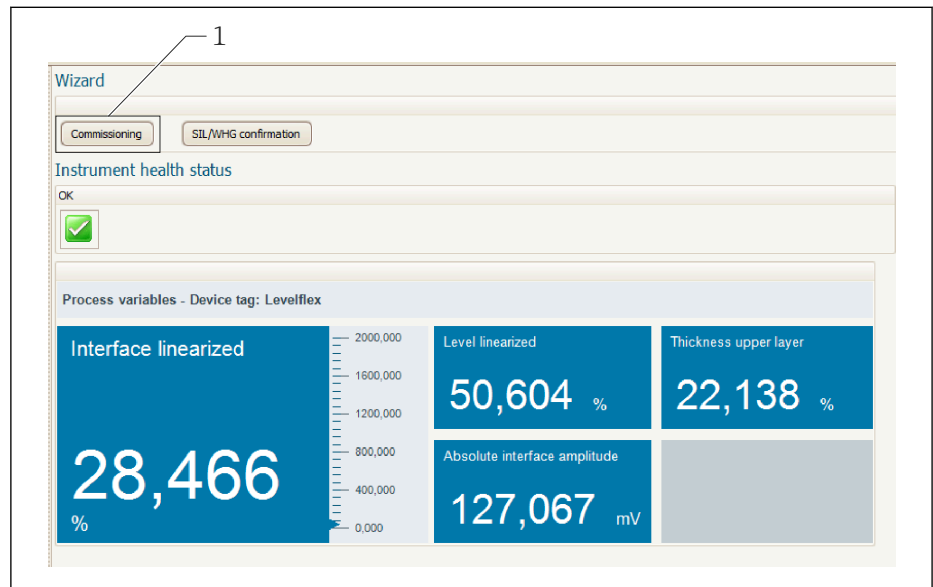 1
Wizard
Commissioning
SIL/WHG confirmation
Instrument health status
OK
Process variables - Device tag: Levelflex
Interface linearized
28,466
%
2000,000
1600,000
1200,000
800,000
400,000
0,000
Level linearized
50,604 %
Thickness upper layer
22,138 %
Absolute interface amplitude
127,067 mV